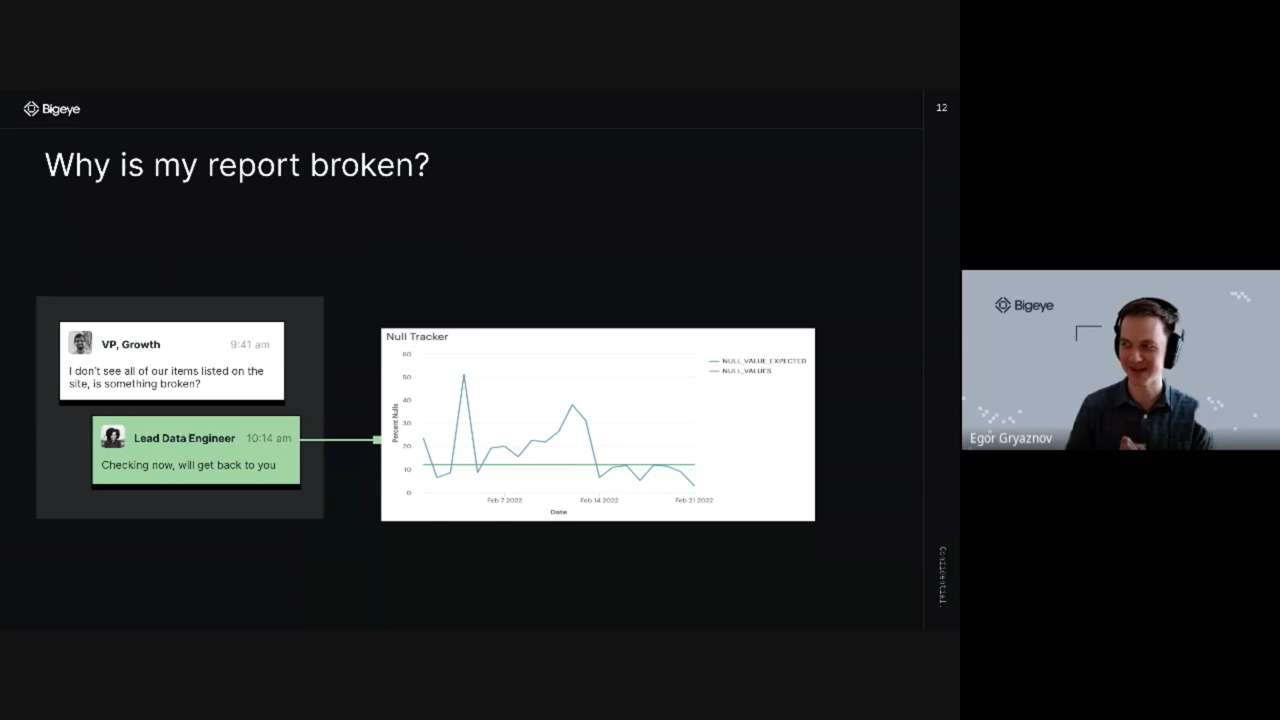 Bigeye
12
Why is my report broken?
VP, Growth 9:41 am
I don't see all of our items listed on the
site, is something broken?
Lead Data Engineer 10:14 am
Checking now, will get back to you
Null Tracker
60
50
40
30
20
10
0
Percent Nulls
NULL_VALUE_EXPECTED
NULL_VALUES
Feb 7 2022
Feb 14 2022
Feb 21 2022
Date
Confidential.
Bigeye
Egor Gryaznov